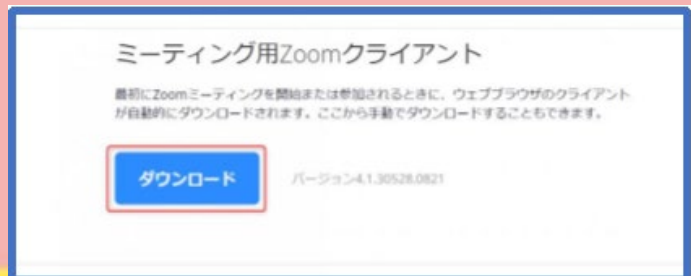 ミーティング用Zoomクライアント
最初にZoomミーティングを開始または参加されるときに、ウェブブラウザのクライアント
が自動的にダウンロードされます。ここから手動でダウンロードすることもできます。
ダウンロード
バージョン4.1.30528.0821